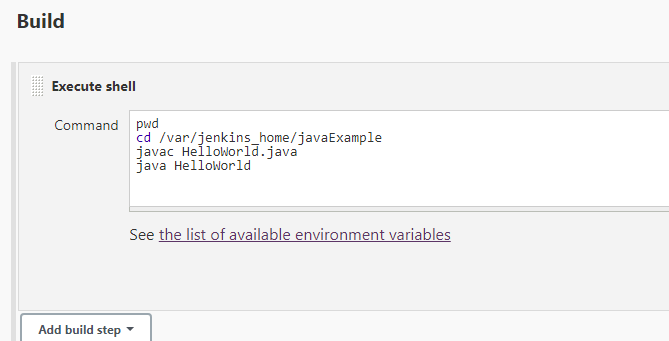 Build
Execute shell
Command
pwd
cd /var/jenkins_home/javaExample
javac HelloWorld.java
java HelloWorld
See the list of available environment variables
Add build step